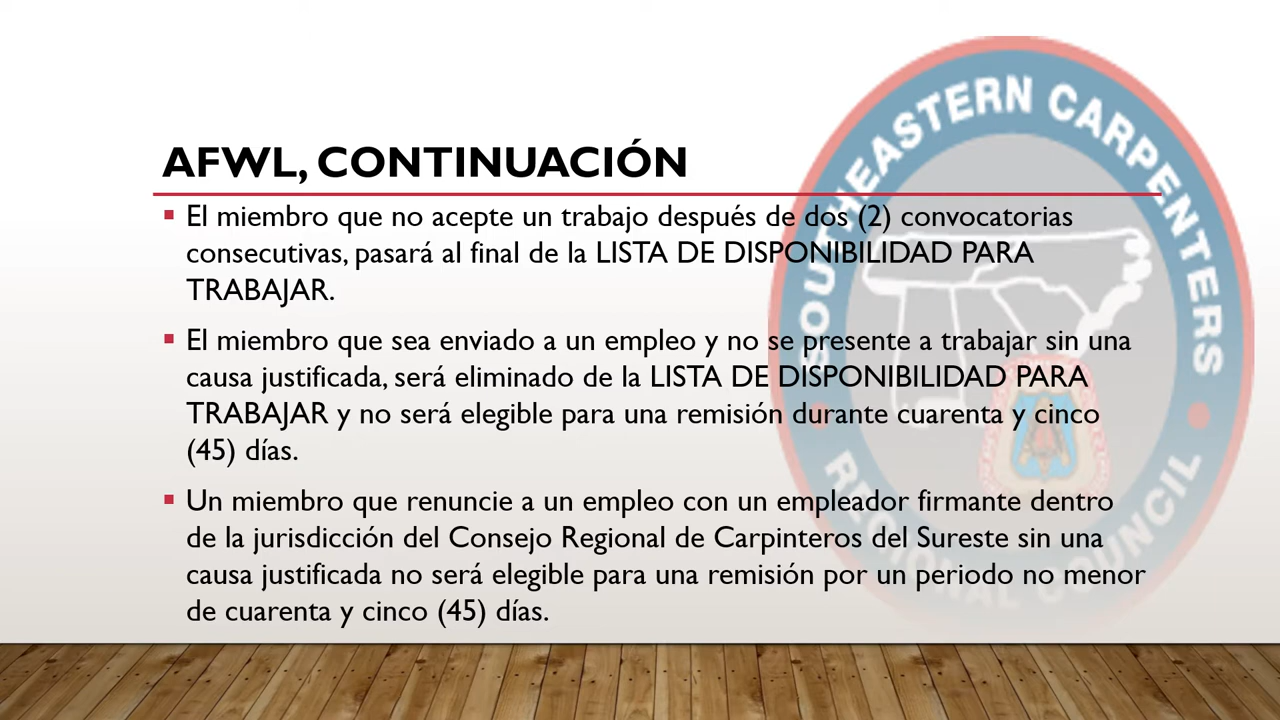 AFWL, CONTINUACIÓN
El miembro que no acepte un trabajo después de dos (2) convocatorias
consecutivas, pasará al final de la LISTA DE DISPONIBILIDAD PARA
TRABAJAR.
El miembro que sea enviado a un empleo y no se presente a trabajar sin una
causa justificada, será eliminado de la LISTA DE DISPONIBILIDAD PARA
TRABAJAR y no será elegible para una remisión durante cuarenta y cinco
(45) días.
Un miembro que renuncie a un empleo con un empleador firmante dentro
de la jurisdicción del Consejo Regional de Carpinteros del Sureste sin una
causa justificada no será elegible para una remisión por un periodo no menor
de cuarenta y cinco (45) días.
SOUTHEASTERN CARPENTERS
REGIONAL COUNCIL